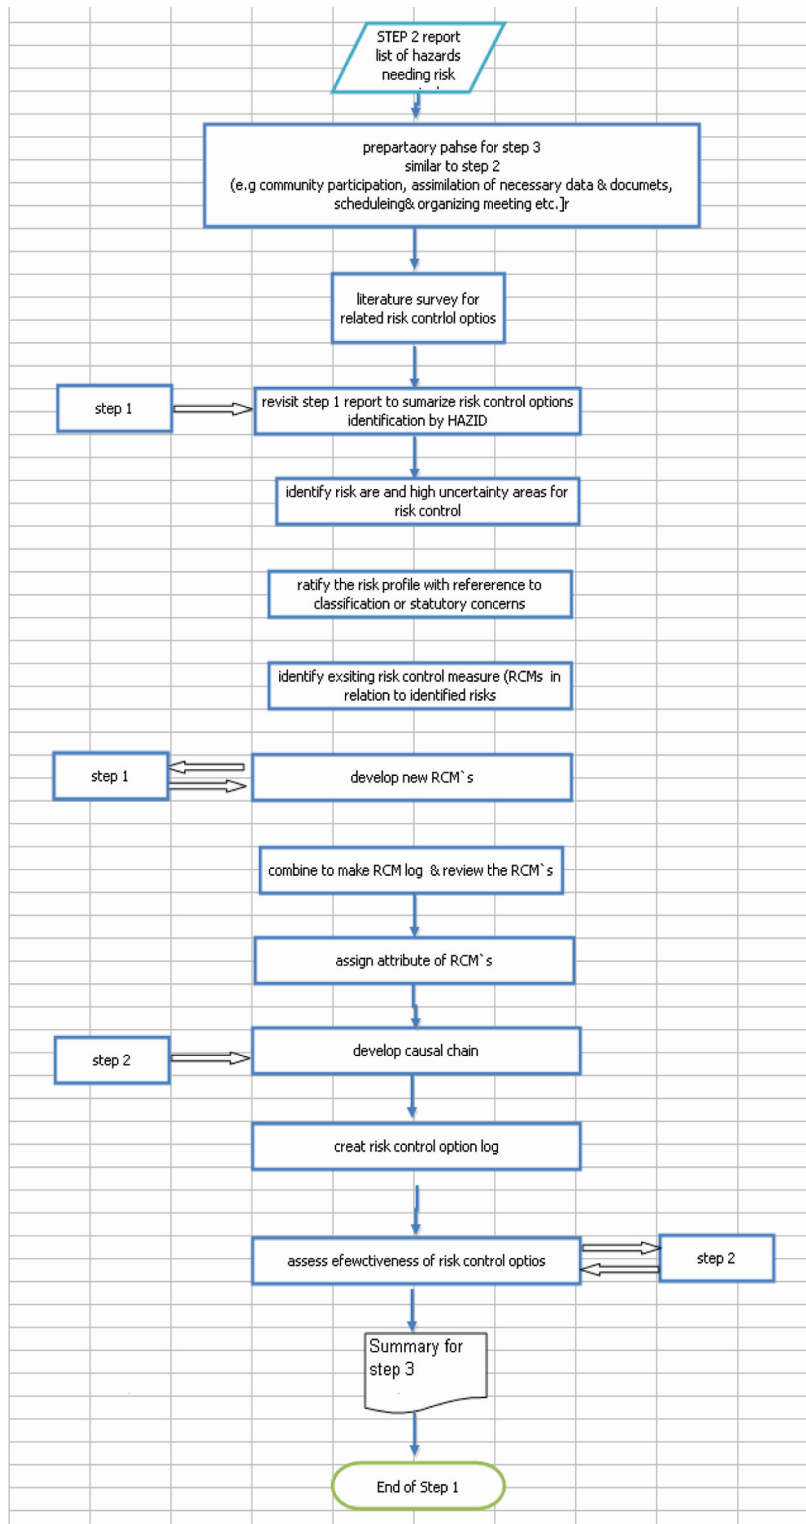 STEP 2 report
list of hazards
needing risk
prepartaory pahse for step 3
similar to step 2
(e.g community participation, assimilation of necessary data & documets,
scheduleing& organizing meeting etc.]r
literature survey for
related risk contrlol optios
step 1
revisit step 1 report to sumarize risk control options
identification by HAZID
identify risk are and high uncertainty areas for
risk control
ratify the risk profile with refererence to
classification or statutory concerns
identify exsiting risk control measure (RCMs in
relation to identified risks
step 1
develop new RCM`s
combine to make RCM log & review the RCM`s
assign attribute of RCM`s
step 2
develop causal chain
creat risk control option log
assess efewctiveness of risk control optios
step 2
Summary for
step 3
End of Step 1